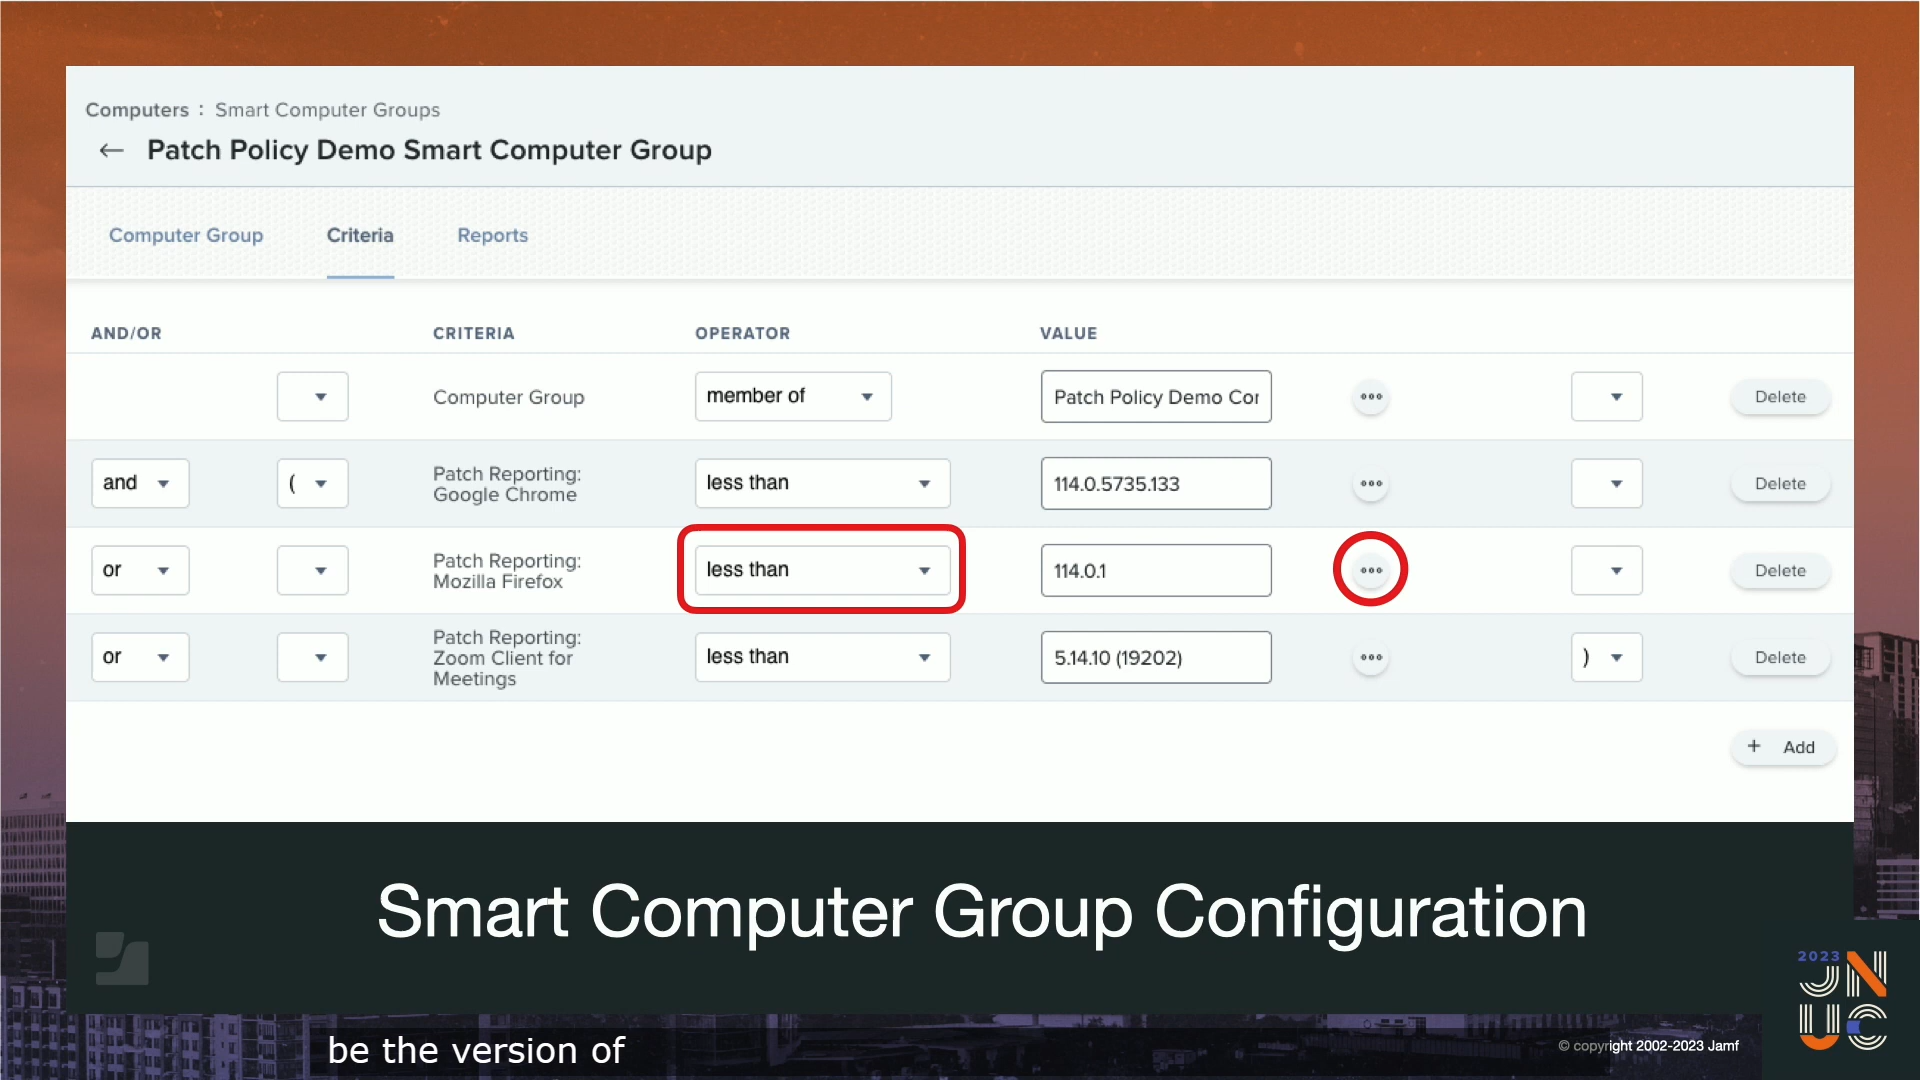 Computers : Smart Computer Groups
← Patch Policy Demo Smart Computer Group
Computer Group Criteria Reports
AND/OR CRITERIA OPERATOR VALUE
Computer Group member of Patch Policy Demo Cor Delete
and ( Patch Reporting: Google Chrome less than 114.0.5735.133 Delete
or Patch Reporting: Mozilla Firefox less than 114.0.1 Delete
or Patch Reporting: Zoom Client for Meetings less than 5.14.10 (19202) ) Delete
+ Add
Smart Computer Group Configuration
2023
JN
UC
be the version of
© copyright 2002-2023 Jamf